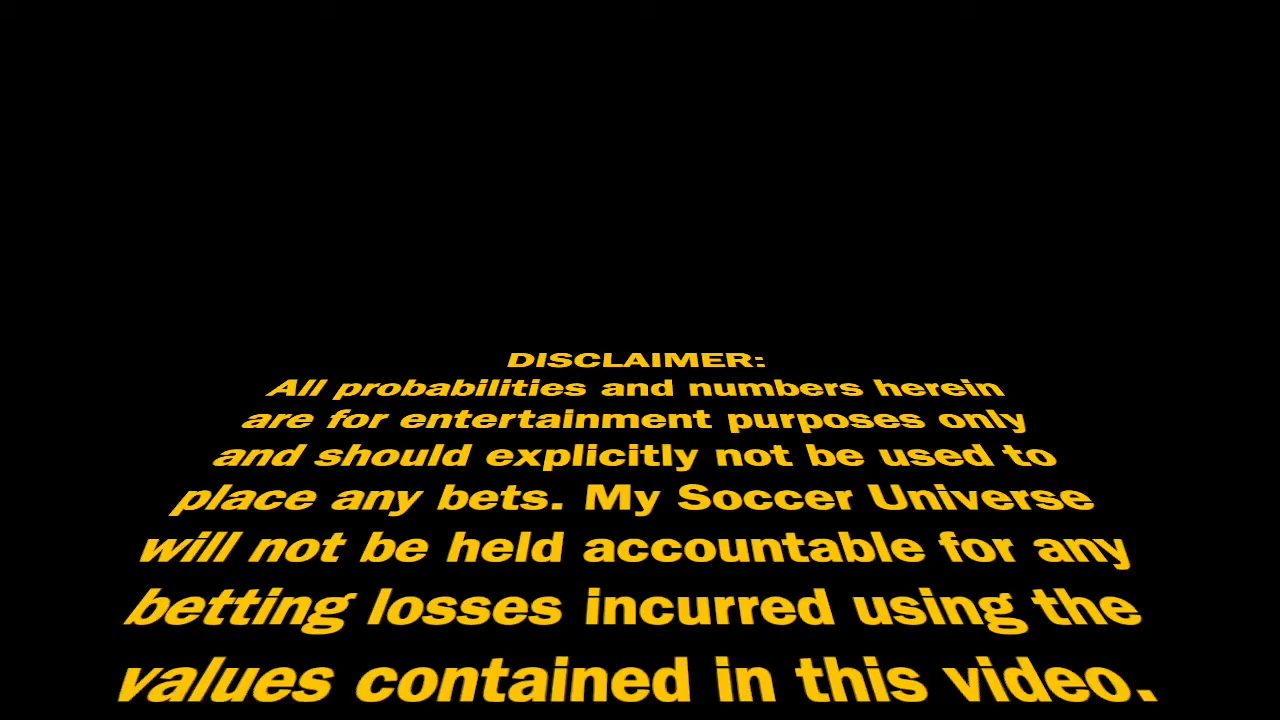 DISCLAIMER:
All probabilities and numbers herein
are for entertainment purposes only
and should explicitly not be used to
place any bets. My Soccer Universe
will not be held accountable for any
betting losses incurred using the
values contained in this video.